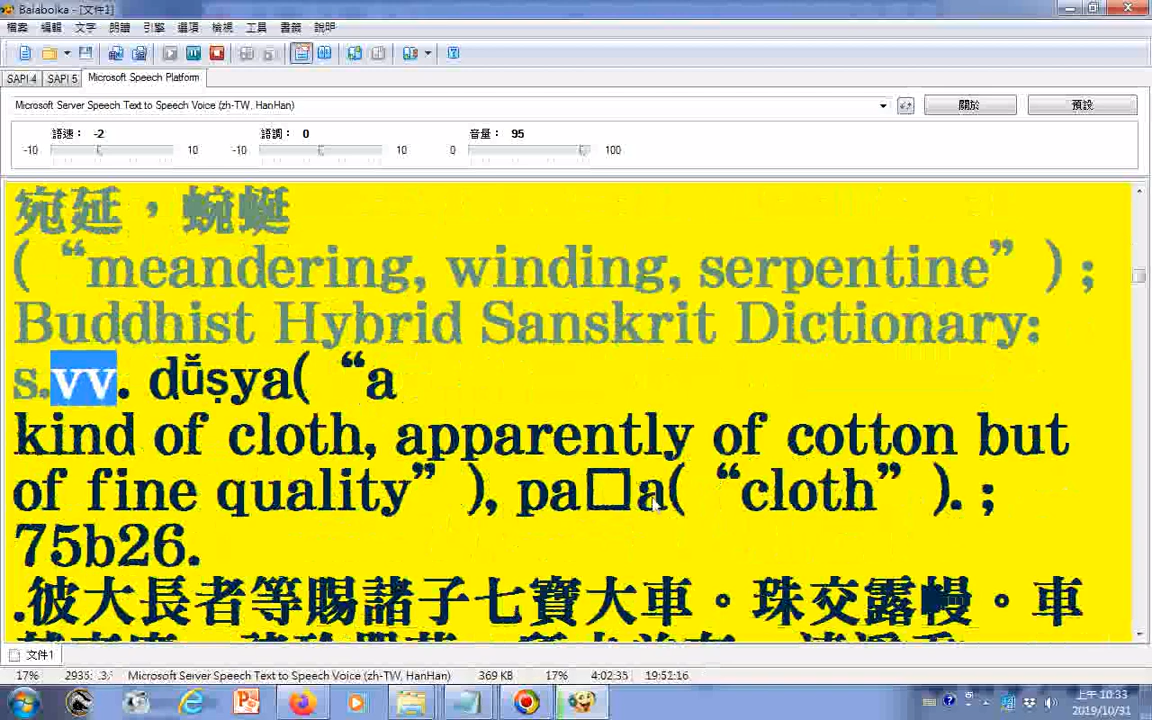 Balabolka - [文件1]
檔案 編輯 文字 朗讀 引擎 選項 檢視 工具 書籤 說明
SAPI 4 SAPI 5 Microsoft Speech Platform
Microsoft Server Speech Text to Speech Voice (zh-TW, HanHan) 關於 預設
語速： -2 語調： 0 音量： 95
-10 10 -10 10 0 100
宛延，蜿蜒
(“meandering, winding, serpentine”) ;
Buddhist Hybrid Sanskrit Dictionary:
s.vv. dǖṣya(“a
kind of cloth, apparently of cotton but
of fine quality”), pa□a(“cloth”). ;
75b26.
.彼大長者等賜諸子七寶大車。珠交露幔。車
文件1
17% Microsoft Server Speech Text to Speech Voice (zh-TW, HanHan) 369 KB 17% 4:02:35 19:52:16
上午 10:33
2019/10/31